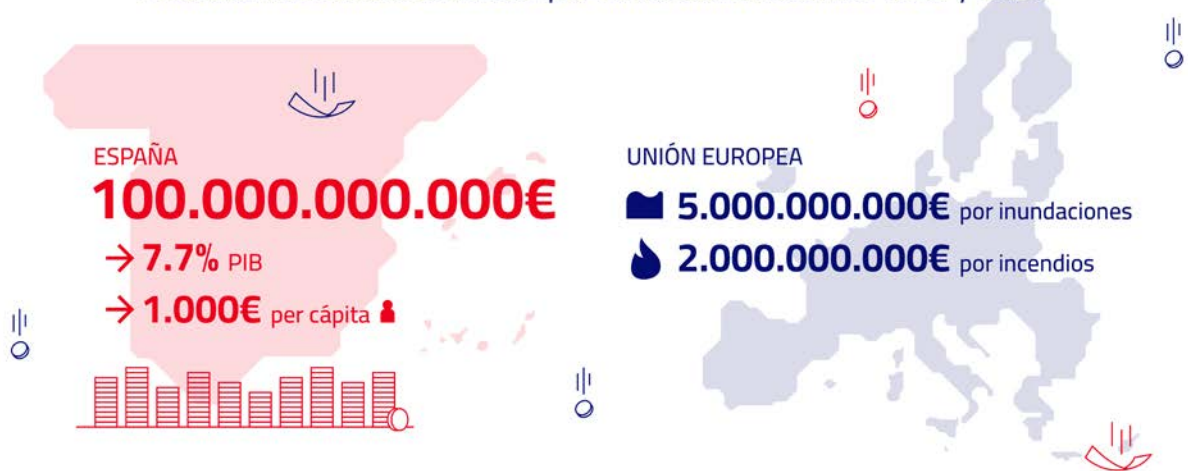 ESPAÑA
100.000.000.000€
→ 7.7% PIB
→ 1.000€ per cápita
UNIÓN EUROPEA
5.000.000.000€ por inundaciones
2.000.000.000€ por incendios